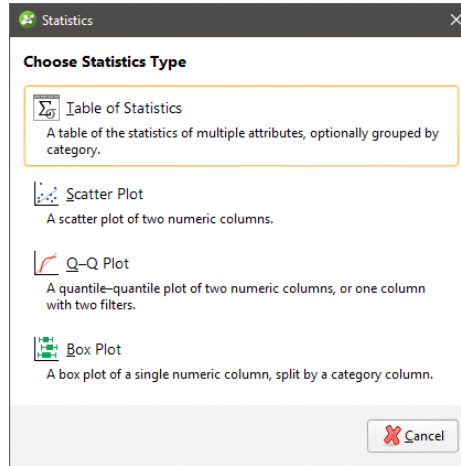 Statistics
Choose Statistics Type
Table of Statistics
A table of the statistics of multiple attributes, optionally grouped by
category.
Scatter Plot
A scatter plot of two numeric columns.
Q–Q Plot
A quantile–quantile plot of two numeric columns, or one column
with two filters.
Box Plot
A box plot of a single numeric column, split by a category column.
Cancel